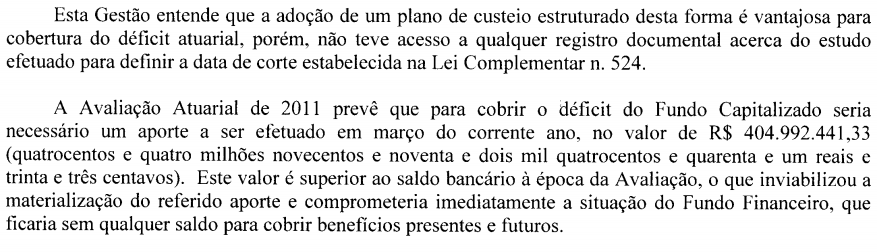 Esta Gestão entende que a adoção de um plano de custeio estruturado desta forma é vantajosa para
cobertura do déficit atuarial, porém, não teve acesso a qualquer registro documental acerca do estudo
efetuado para definir a data de corte estabelecida na Lei Complementar n. 524.
A Avaliação Atuarial de 2011 prevê que para cobrir o déficit do Fundo Capitalizado seria
necessário um aporte a ser efetuado em março do corrente ano, no valor de R$ 404.992.441,33
(quatrocentos e quatro milhões novecentos e noventa e dois mil quatrocentos e quarenta e um reais e
trinta e três centavos). Este valor é superior ao saldo bancário à época da Avaliação, o que inviabilizou a
materialização do referido aporte e comprometeria imediatamente a situação do Fundo Financeiro, que
ficaria sem qualquer saldo para cobrir benefícios presentes e futuros.